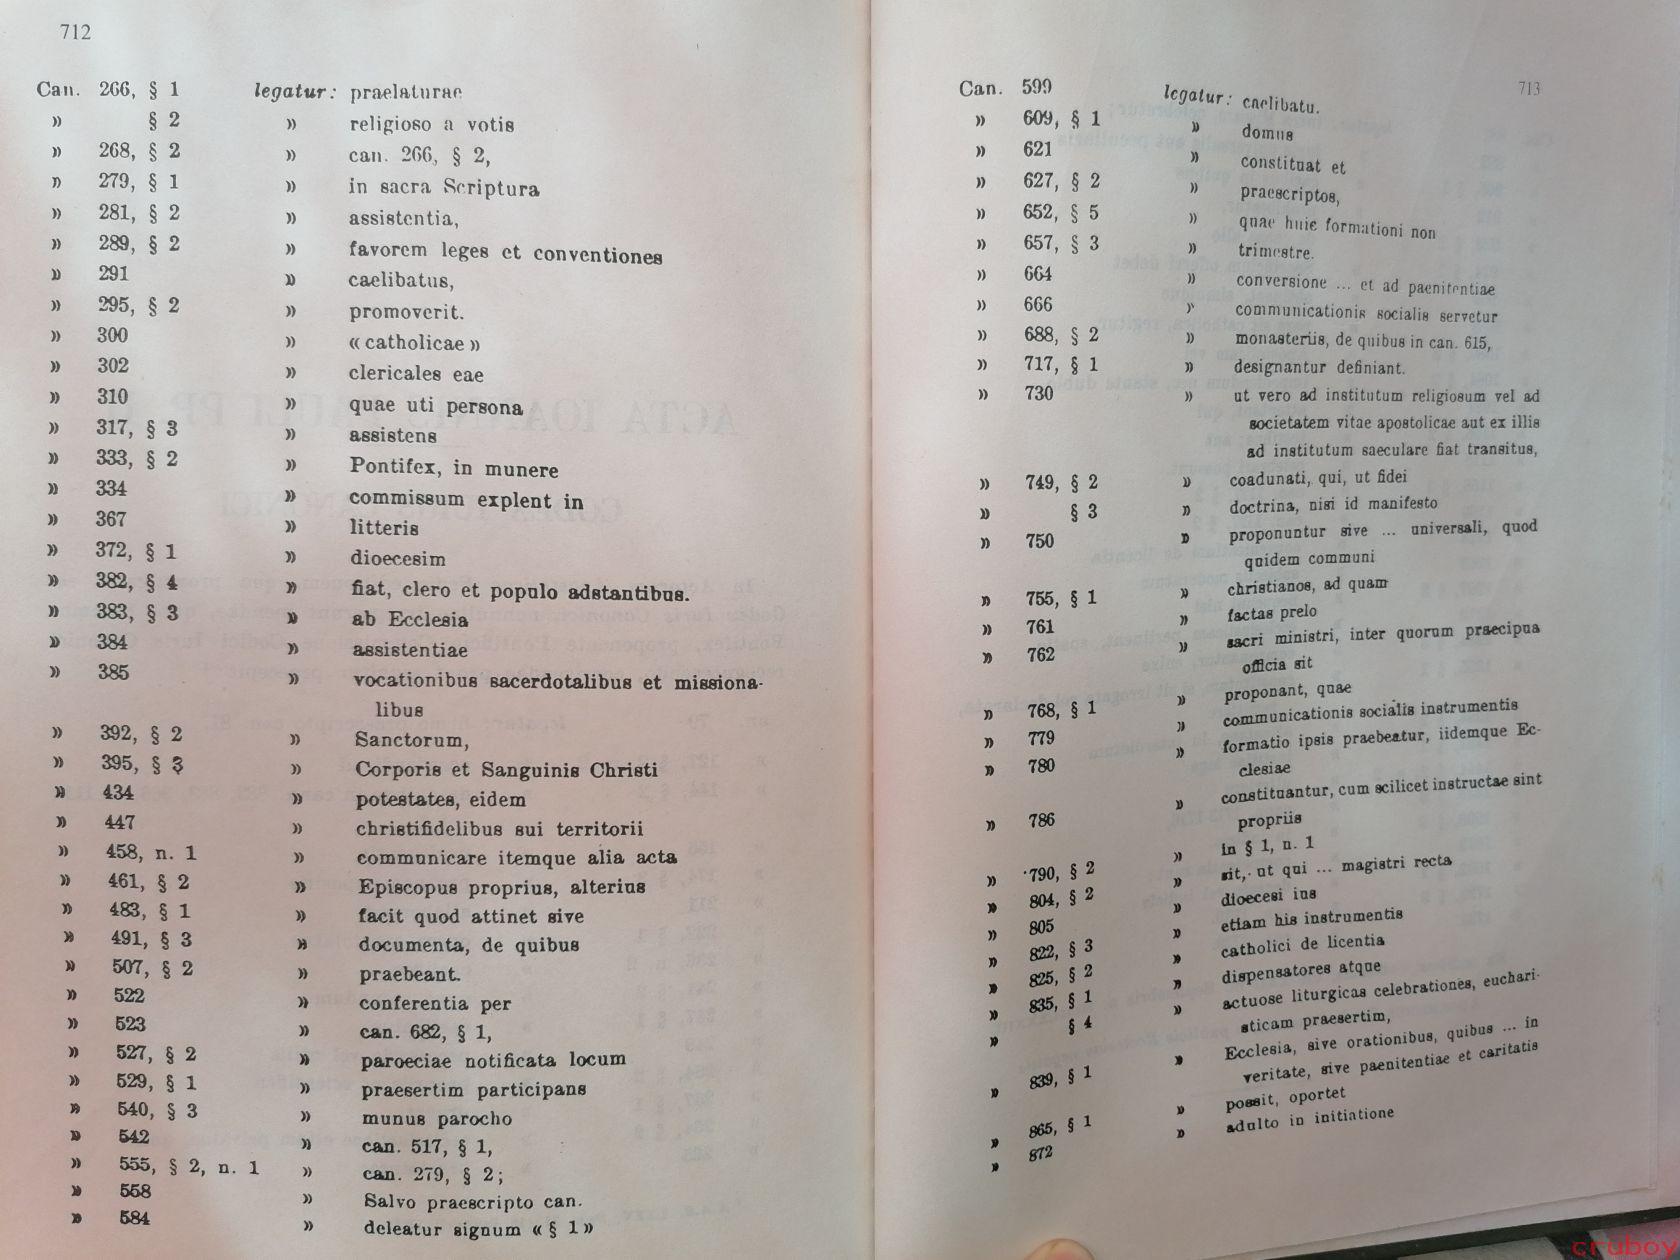 712
Can. 266, § 1 legatur: praelaturae
» § 2 » religioso a votis
» 268, § 2 » can. 266, § 2,
» 279, § 1 » in sacra Scriptura
» 281, § 2 » assistentia,
» 289, § 2 » favorem leges et conventiones
» 291 » caelibatus,
» 295, § 2 » promoverit.
» 300 » « catholicae »
» 302 » clericales eae
» 310 » quae uti persona
» 317, § 3 » assistens
» 333, § 2 » Pontifex, in munere
» 334 » commissum explent in
» 367 » litteris
» 372, § 1 » dioecesim
» 382, § 4 » fiat, clero et populo adstantibus.
» 383, § 3 » ab Ecclesia
» 384 » assistentiae
» 385 » vocationibus sacerdotalibus et missiona-
libus
» 392, § 2 » Sanctorum,
» 395, § 3 » Corporis et Sanguinis Christi
» 434 » potestates, eidem
» 447 » christifidelibus sui territorii
» 458, n. 1 » communicare itemque alia acta
» 461, § 2 » Episcopus proprius, alterius
» 483, § 1 » facit quod attinet sive
» 491, § 3 » documenta, de quibus
» 507, § 2 » praebeant.
» 522 » conferentia per
» 523 » can. 682, § 1,
» 527, § 2 » paroeciae notificata locum
» 529, § 1 » praesertim participans
» 540, § 3 » munus parocho
» 542 » can. 517, § 1,
» 555, § 2, n. 1 » can. 279, § 2;
» 558 » Salvo praescripto can.
» 584 » deleatur signum « § 1 »
713
Can. 599 legatur: caelibatu.
» 609, § 1 » domus
» 621 » constituat et
» 627, § 2 » praescriptos,
» 652, § 5 » quae huic formationi non
» 657, § 3 » trimestre.
» 664 » conversione ... et ad paenitentiae
» 666 » communicationis socialis servetur
» 688, § 2 » monasteriis, de quibus in can. 615,
» 717, § 1 » designantur definiant.
» 730 » ut vero ad institutum religiosum vel ad
societatem vitae apostolicae aut ex illis
ad institutum saeculare fiat transitus,
» 749, § 2 » coadunati, qui, ut fidei
» § 3 » doctrina, nisi id manifesto
» 750 » proponuntur sive ... universali, quod
quidem communi
» 755, § 1 » christianos, ad quam
» 761 » factas prelo
» 762 » sacri ministri, inter quorum praecipua
officia sit
» 768, § 1 » proponant, quae
» 779 » communicationis socialis instrumentis
» 780 » formatio ipsis praebeatur, iidemque Ec-
clesiae
» 786 » constituantur, cum scilicet instructae sint
propriis
» 790, § 2 » in § 1, n. 1
» 804, § 2 » sit, ut qui ... magistri recta
» 805 » dioecesi ius
» 822, § 3 » etiam his instrumentis
» 825, § 2 » catholici de licentia
» 835, § 1 » dispensatores atque
» § 4 » actuose liturgicas celebrationes, euchari-
sticam praesertim,
» 839, § 1 » Ecclesia, sive orationibus, quibus ... in
veritate, sive paenitentiae et caritatis
» 865, § 1 » possit, oportet
» 872 » adulto in initiatione
cruboy